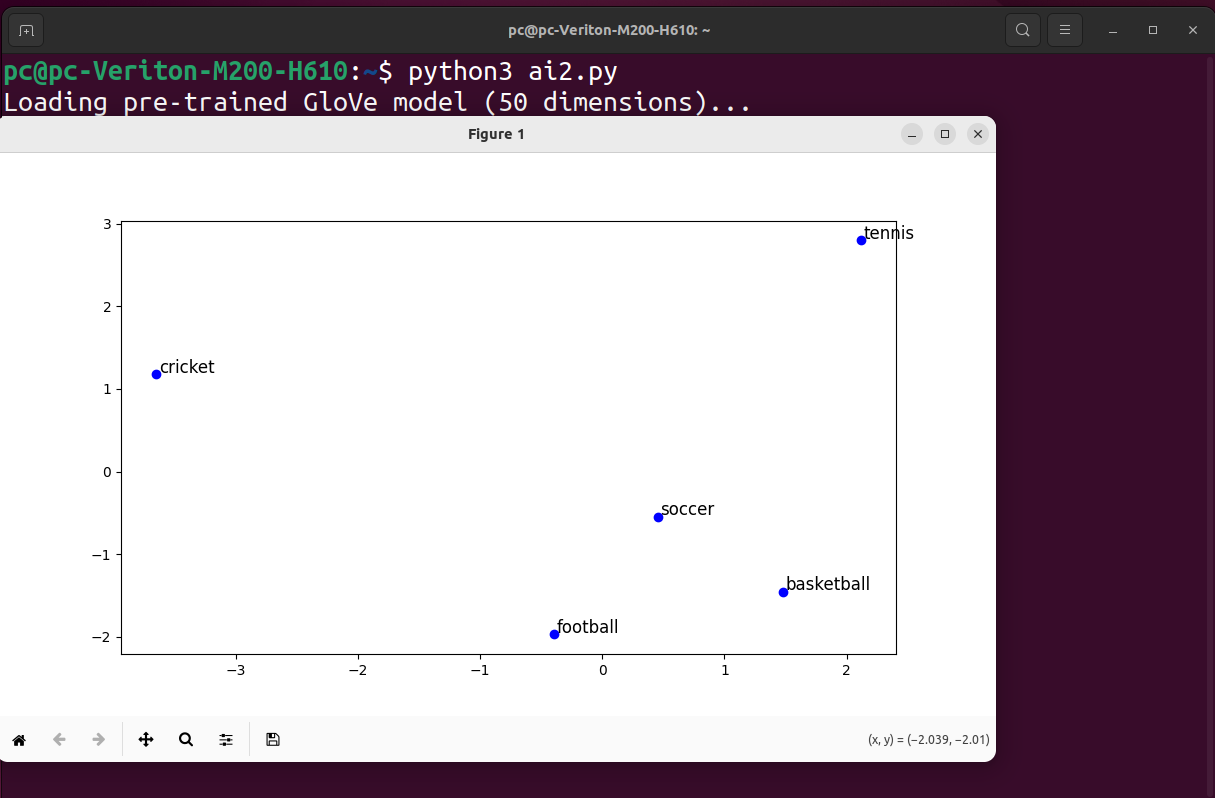 pc@pc-Veriton-M200-H610: ~
pc@pc-Veriton-M200-H610:~$ python3 ai2.py
Loading pre-trained GloVe model (50 dimensions)...
Figure 1
3
tennis
2
cricket
1
0
soccer
−1
basketball
football
−2
−3 −2 −1 0 1 2
(x, y) = (−2.039, −2.01)